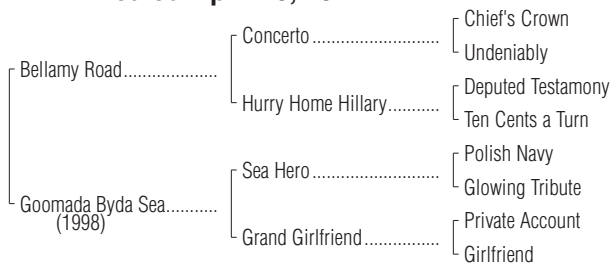 Chief's Crown
Concerto
Undeniably
Bellamy Road
Deputed Testamony
Hurry Home Hillary
Ten Cents a Turn
Polish Navy
Sea Hero
Glowing Tribute
Goomada Byda Sea
(1998)
Private Account
Grand Girlfriend
Girlfriend